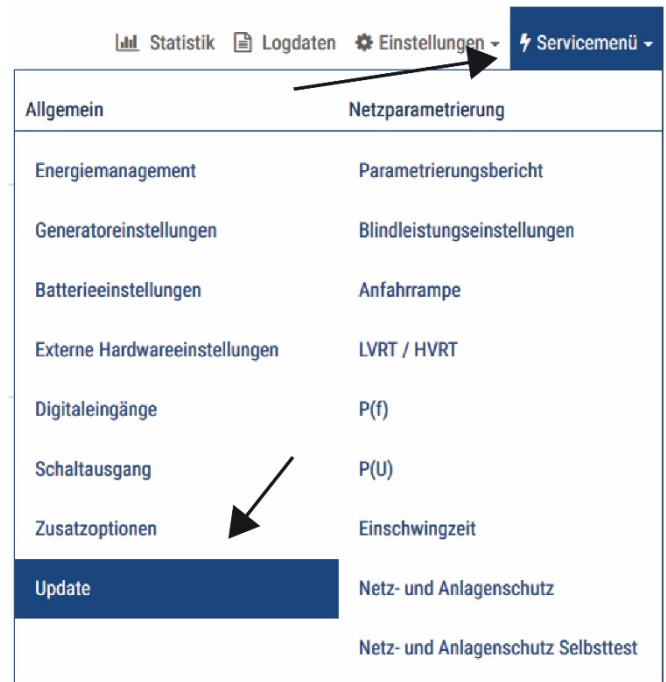 Statistik Logdaten Einstellungen Servicemenü
Allgemein
Energiemanagement
Generatoreinstellungen
Batterieeinstellungen
Externe Hardwareeinstellungen
Digitaleingänge
Schaltausgang
Zusatzoptionen
Update
Netzparametrierung
Parametrierungsbericht
Blindleistungseinstellungen
Anfahrrampe
LVRT / HVRT
P(f)
P(U)
Einschwingzeit
Netz- und Anlagenschutz
Netz- und Anlagenschutz Selbsttest